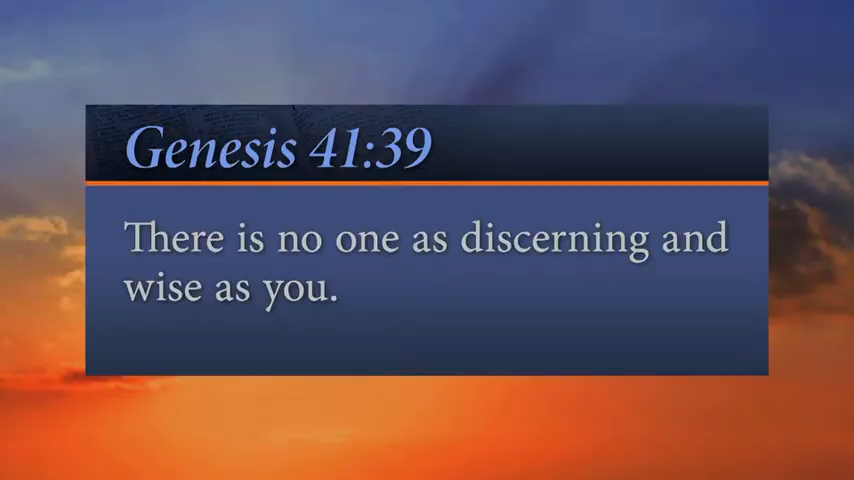 Genesis 41:39
There is no one as discerning and
wise as you.